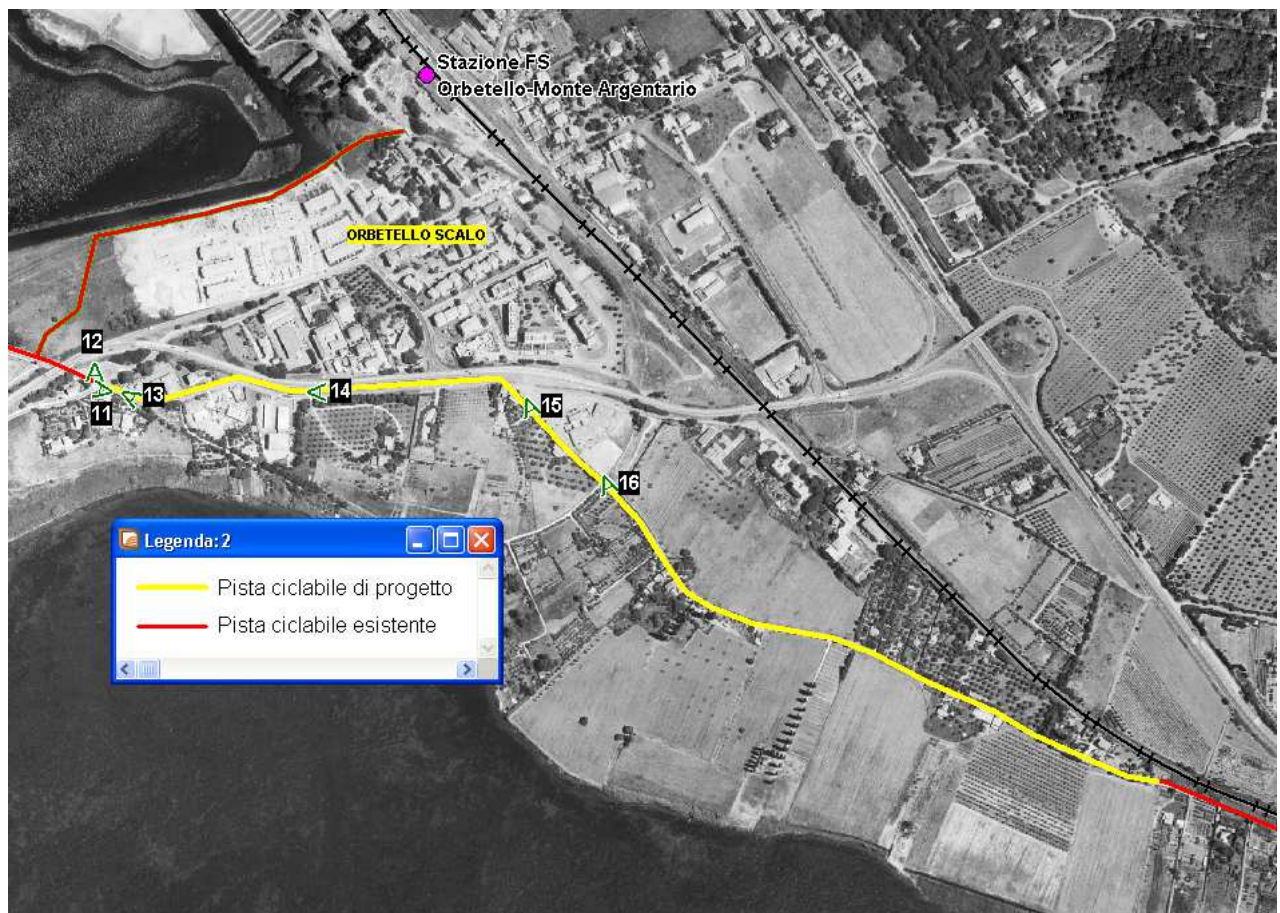 Stazione FS
Orbetello-Monte Argentario
ORBETELLO SCALO
12
11
13
14
15
16
Legenda: 2
Pista ciclabile di progetto
Pista ciclabile esistente